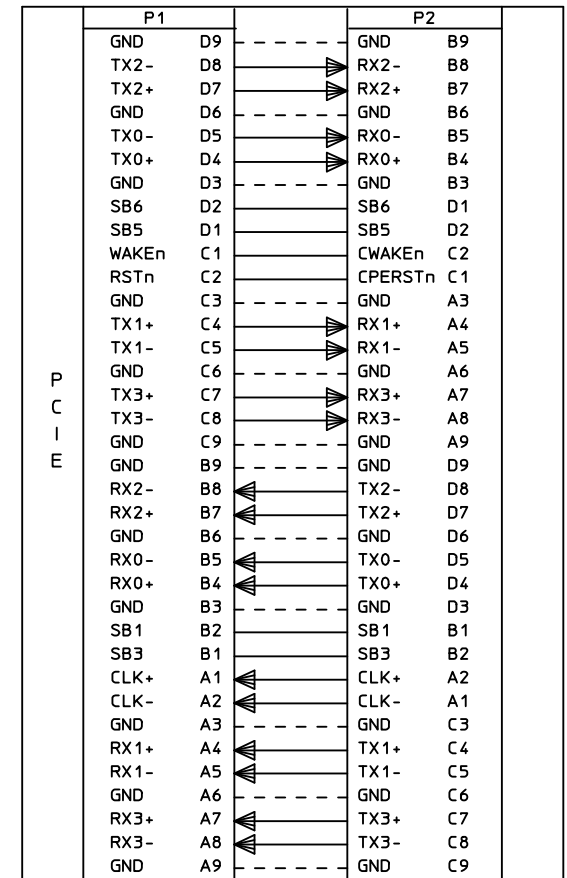 P1 P2
GND D9 GND B9
TX2- D8 RX2- B8
TX2+ D7 RX2+ B7
GND D6 GND B6
TX0- D5 RX0- B5
TX0+ D4 RX0+ B4
GND D3 GND B3
SB6 D2 SB6 D1
SB5 D1 SB5 D2
WAKEn C1 CWAKEn C2
RSTn C2 CPERSTn C1
GND C3 GND A3
TX1+ C4 RX1+ A4
TX1- C5 RX1- A5
GND C6 GND A6
TX3+ C7 RX3+ A7
TX3- C8 RX3- A8
GND C9 GND A9
GND B9 GND D9
RX2- B8 TX2- D8
RX2+ B7 TX2+ D7
GND B6 GND D6
RX0- B5 TX0- D5
RX0+ B4 TX0+ D4
GND B3 GND D3
SB1 B2 SB1 B1
SB3 B1 SB3 B2
CLK+ A1 CLK+ A2
CLK- A2 CLK- A1
GND A3 GND C3
RX1+ A4 TX1+ C4
RX1- A5 TX1- C5
GND A6 GND C6
RX3+ A7 TX3+ C7
RX3- A8 TX3- C8
GND A9 GND C9
PCIE